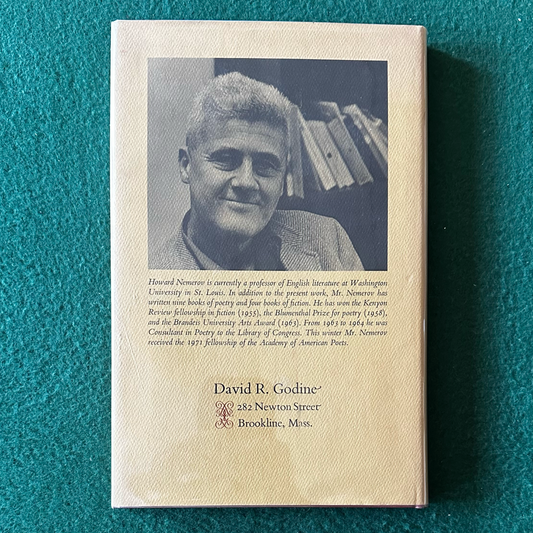 Howard Nemerov is currently a professor of English literature at Washington
University in St. Louis. In addition to the present work, Mr. Nemerov has
written nine books of poetry and four books of fiction. He has won the Kenyon
Review fellowship in fiction (1955), the Blumenthal Prize for poetry (1958),
and the Brandeis University Arts Award (1963). From 1963 to 1964 he was
Consultant in Poetry to the Library of Congress. This winter Mr. Nemerov
received the 1971 fellowship of the Academy of American Poets.
David R. Godine
282 Newton Street
Brookline, Mass.